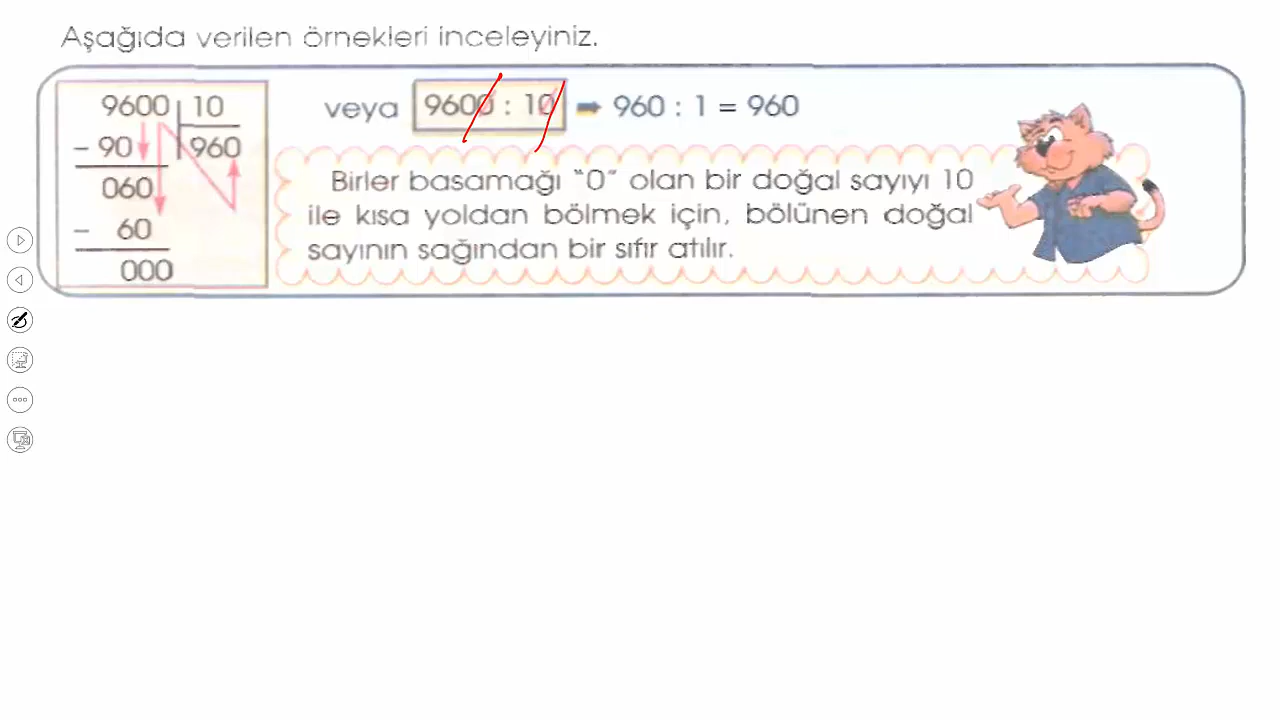 Aşağıda verilen örnekleri inceleyiniz.
9600 10
- 90 960
060
- 60
000
veya 9600 : 10 ➡ 960 : 1 = 960
Birler basamağı "0" olan bir doğal sayıyı 10
ile kısa yoldan bölmek için, bölünen doğal
sayının sağından bir sıfır atılır.